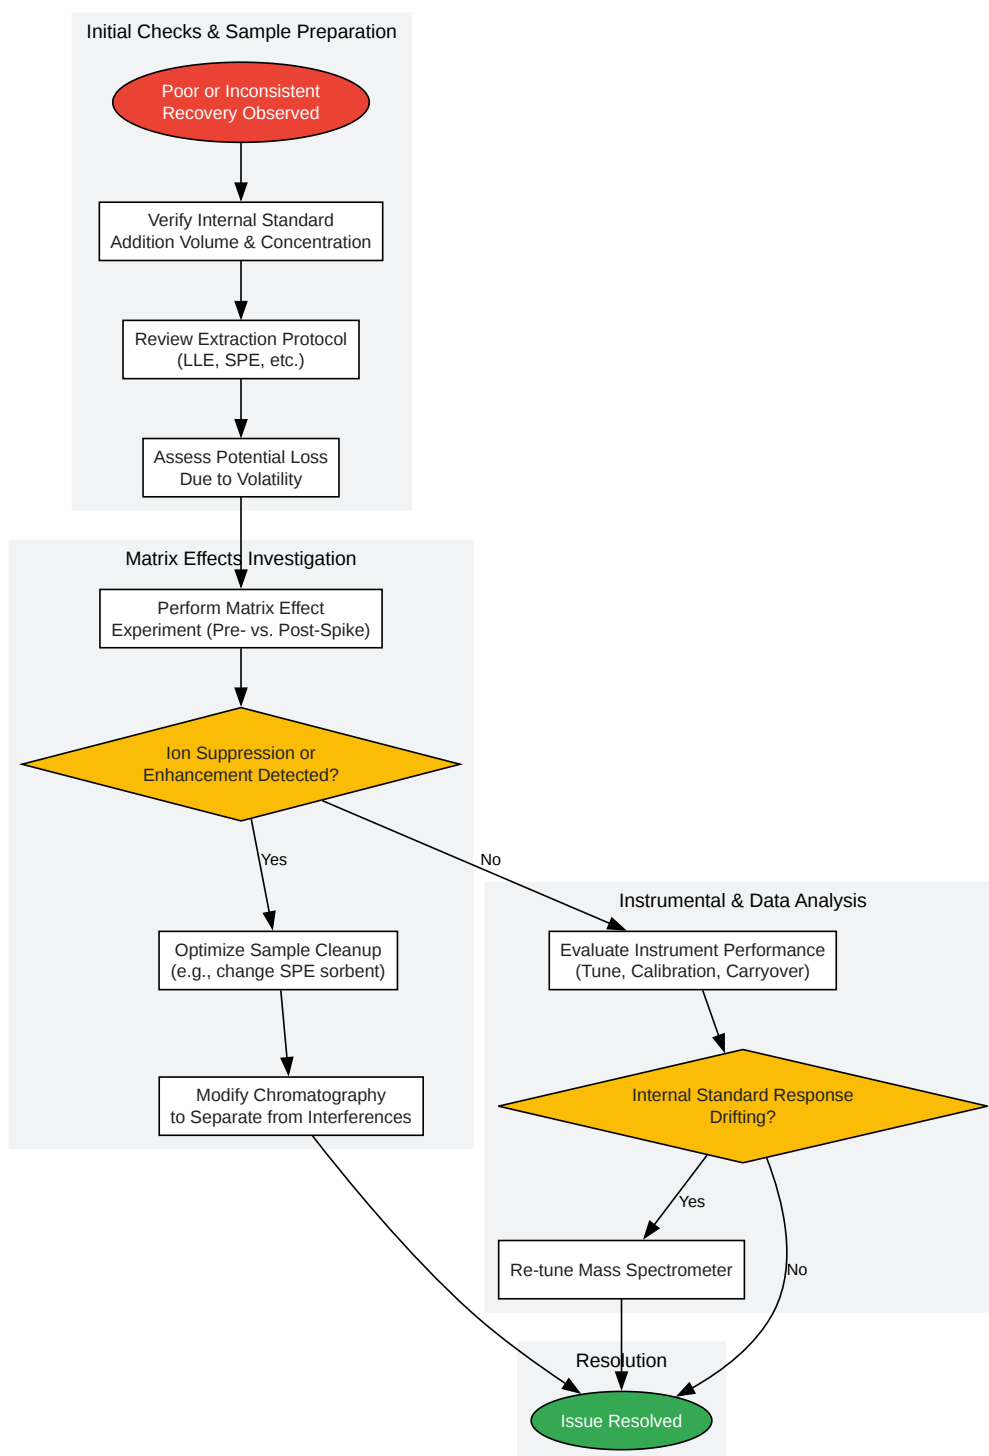 Initial Checks & Sample Preparation
Poor or Inconsistent
Recovery Observed
Verify Internal Standard
Addition Volume & Concentration
Review Extraction Protocol
(LLE, SPE, etc.)
Assess Potential Loss
Due to Volatility
Matrix Effects Investigation
Perform Matrix Effect
Experiment (Pre- vs. Post-Spike)
Ion Suppression or
Enhancement Detected?
Yes
No
Optimize Sample Cleanup
(e.g., change SPE sorbent)
Modify Chromatography
to Separate from Interferences
Instrumental & Data Analysis
Evaluate Instrument Performance
(Tune, Calibration, Carryover)
Internal Standard Response
Drifting?
Yes
No
Re-tune Mass Spectrometer
Resolution
Issue Resolved